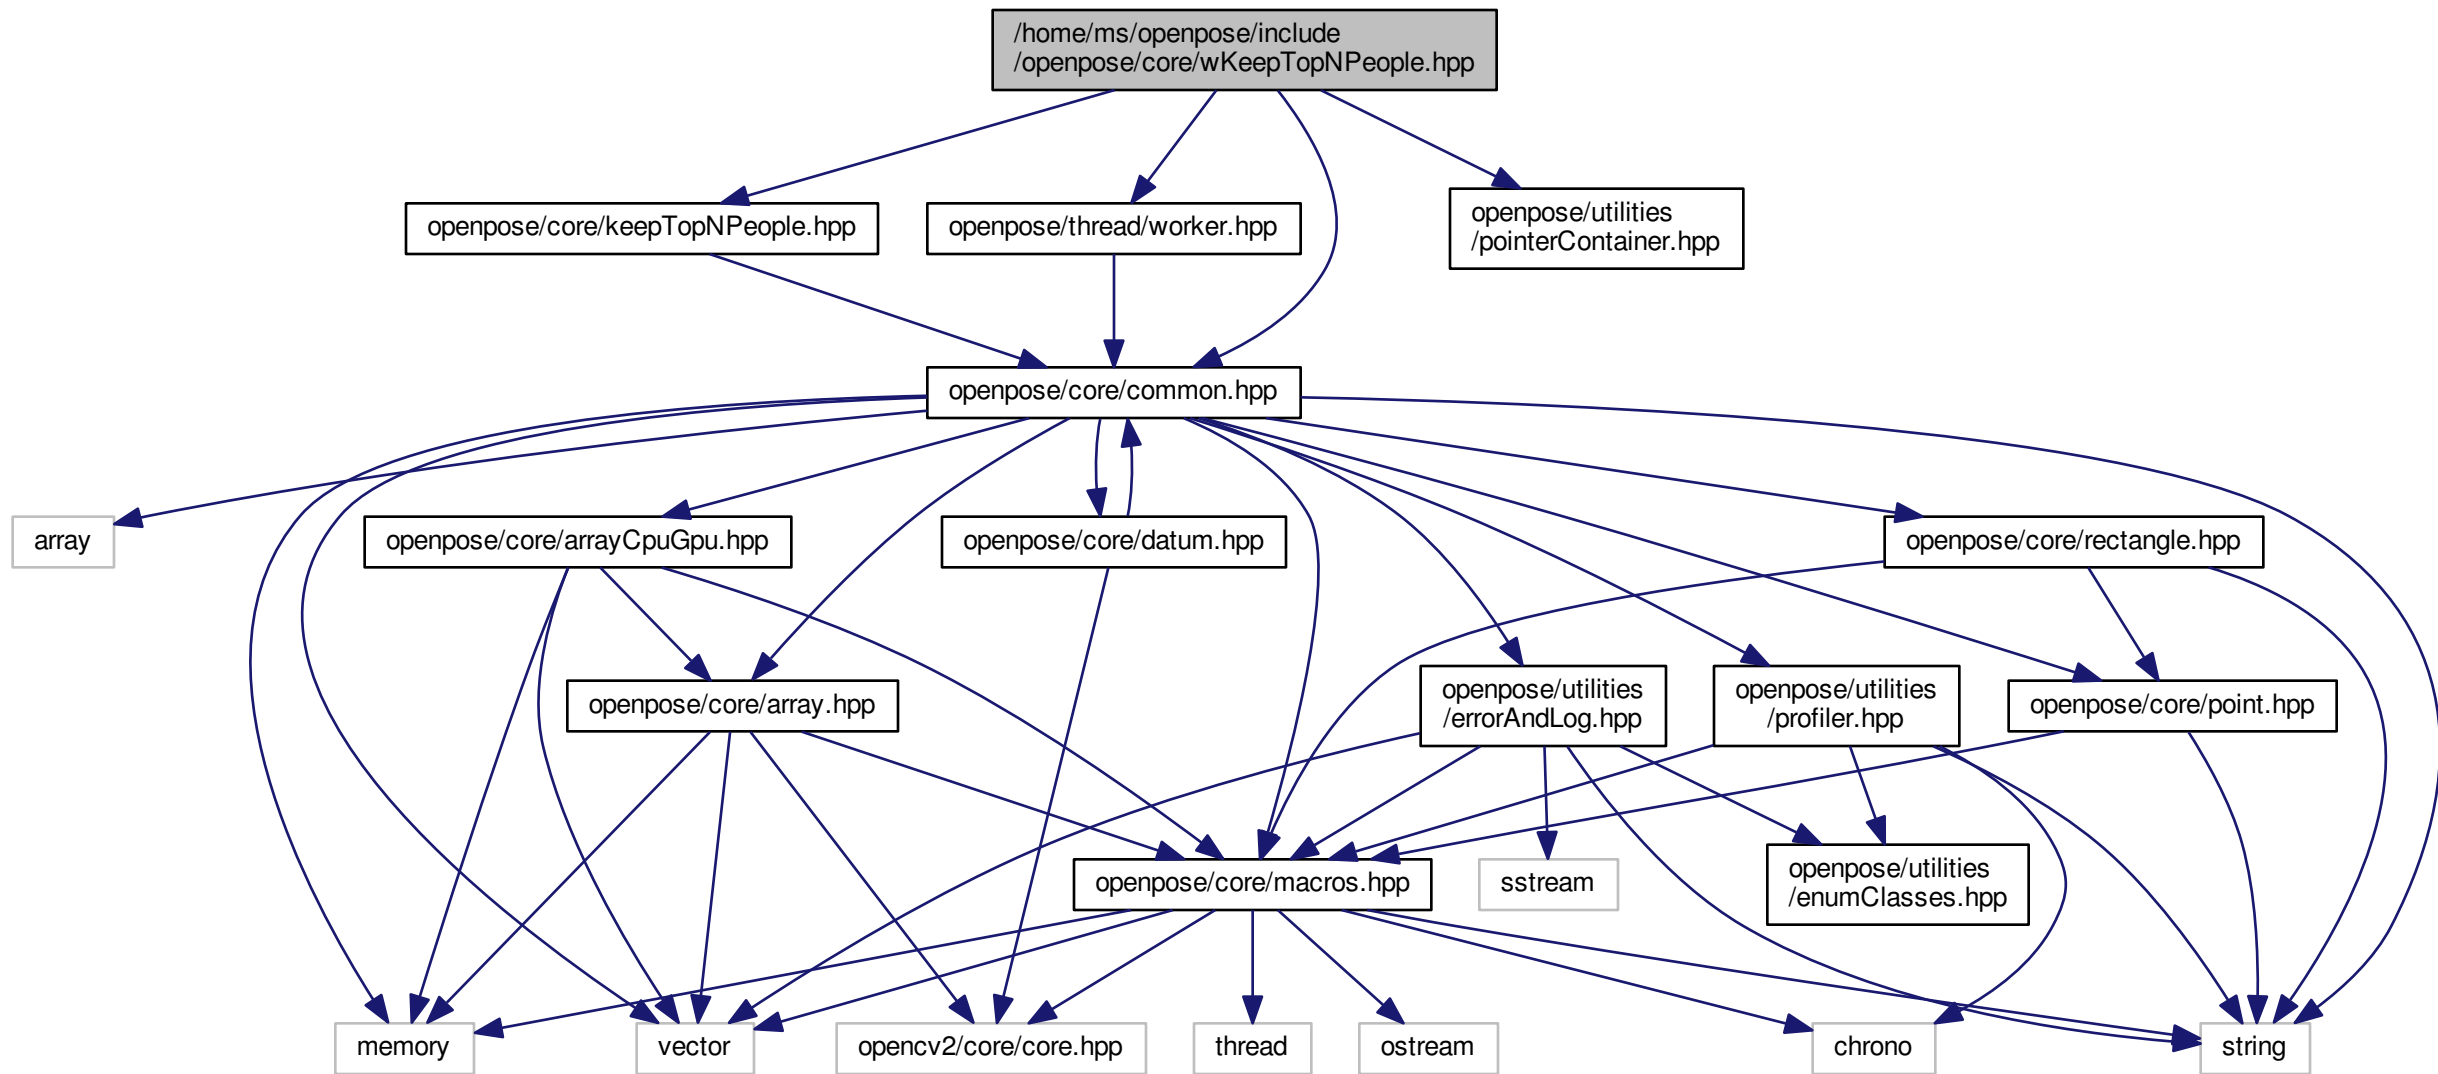 /home/ms/openpose/include
/openpose/core/wKeepTopNPeople.hpp
openpose/core/keepTopNPeople.hpp
openpose/thread/worker.hpp
openpose/utilities
/pointerContainer.hpp
openpose/core/common.hpp
array
openpose/core/arrayCpuGpu.hpp
openpose/core/datum.hpp
openpose/core/rectangle.hpp
openpose/core/array.hpp
openpose/utilities
/errorAndLog.hpp
openpose/utilities
/profiler.hpp
openpose/core/point.hpp
openpose/core/macros.hpp
sstream
openpose/utilities
/enumClasses.hpp
memory
vector
opencv2/core/core.hpp
thread
ostream
chrono
string